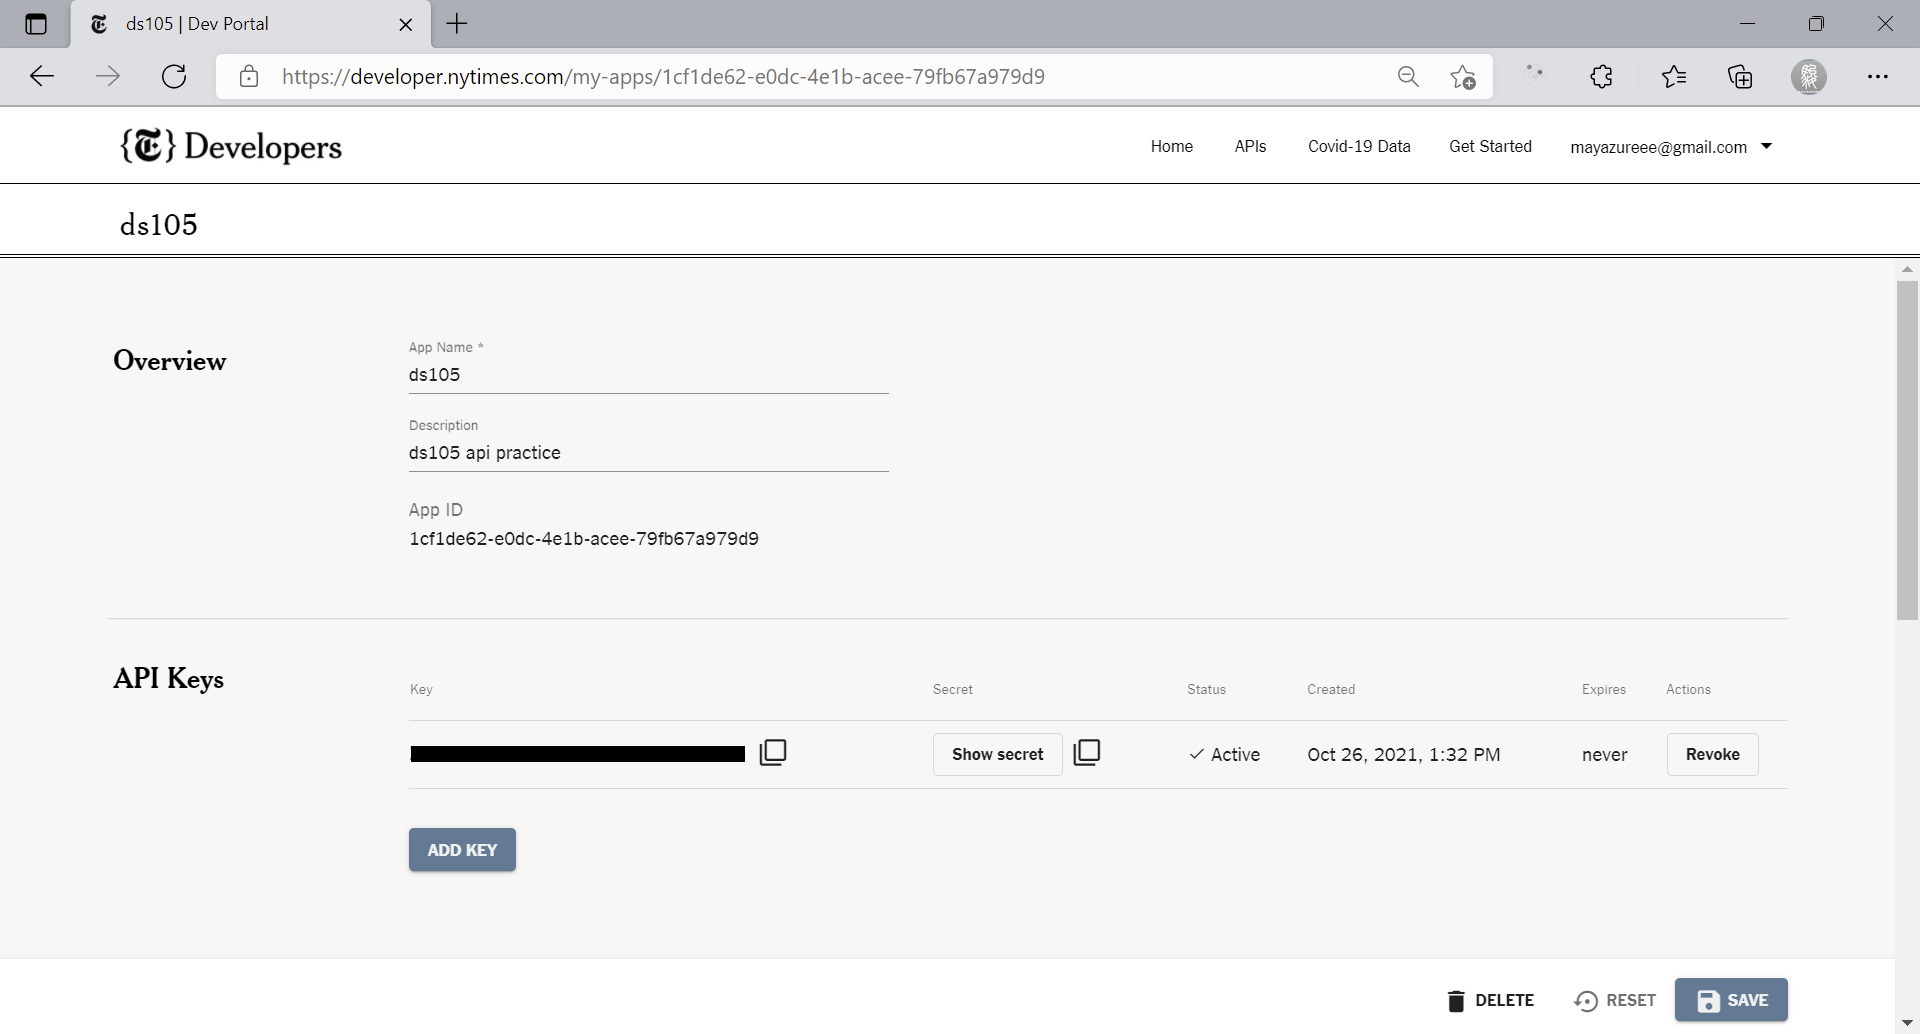 ds105 | Dev Portal
https://developer.nytimes.com/my-apps/1cf1de62-e0dc-4e1b-acee-79fb67a979d9
{T} Developers
Home APIs Covid-19 Data Get Started mayazureee@gmail.com
ds105
Overview
App Name *
ds105
Description
ds105 api practice
App ID
1cf1de62-e0dc-4e1b-acee-79fb67a979d9
API Keys
Key Secret Status Created Expires Actions
Show secret Active Oct 26, 2021, 1:32 PM never Revoke
ADD KEY
DELETE RESET SAVE